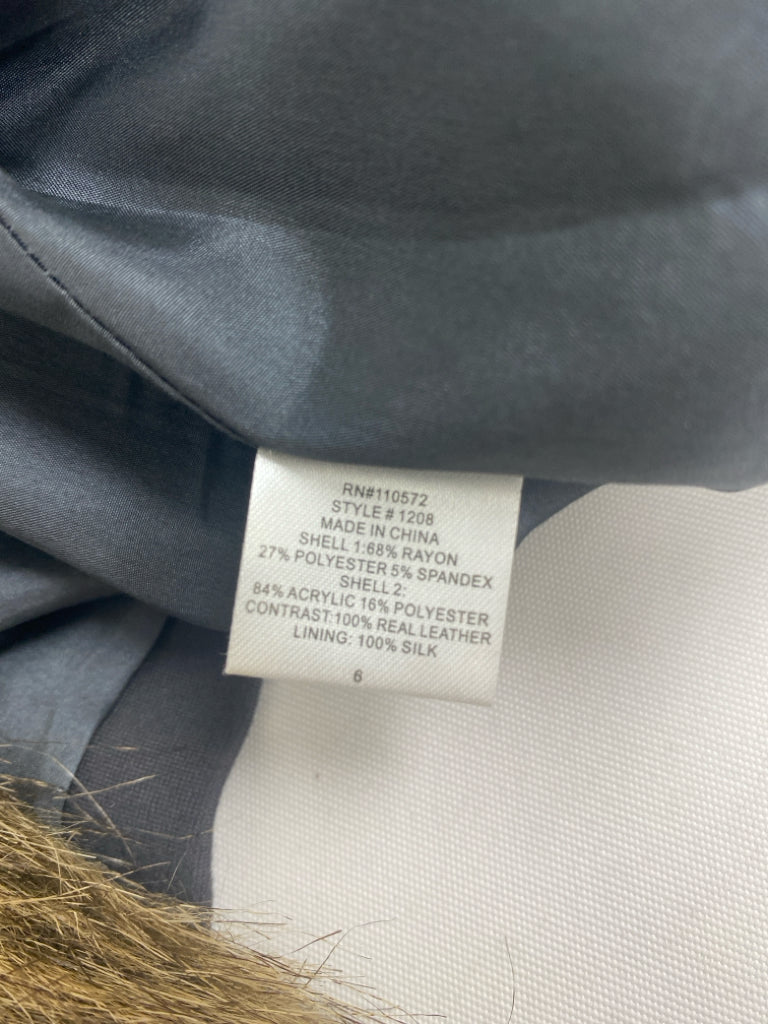 RN#110572
STYLE # 1208
MADE IN CHINA
SHELL 1:68% RAYON
27% POLYESTER 5% SPANDEX
SHELL 2:
84% ACRYLIC 16% POLYESTER
CONTRAST:100% REAL LEATHER
LINING: 100% SILK
6